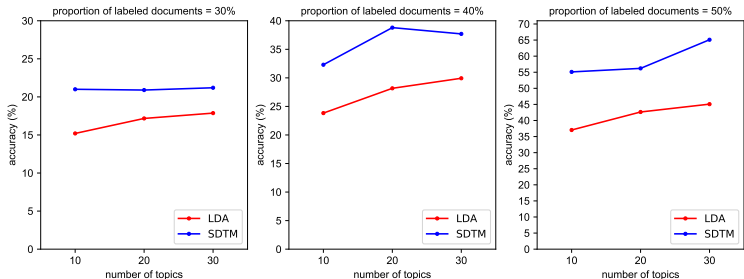 proportion of labeled documents = 30%
accuracy (%)
30
25
20
15
10
5
0
10 20 30
number of topics
LDA
SDTM
proportion of labeled documents = 40%
accuracy (%)
40
35
30
25
20
15
10
5
0
10 20 30
number of topics
LDA
SDTM
proportion of labeled documents = 50%
accuracy (%)
70
65
60
55
50
45
40
35
30
25
20
15
10
5
0
10 20 30
number of topics
LDA
SDTM